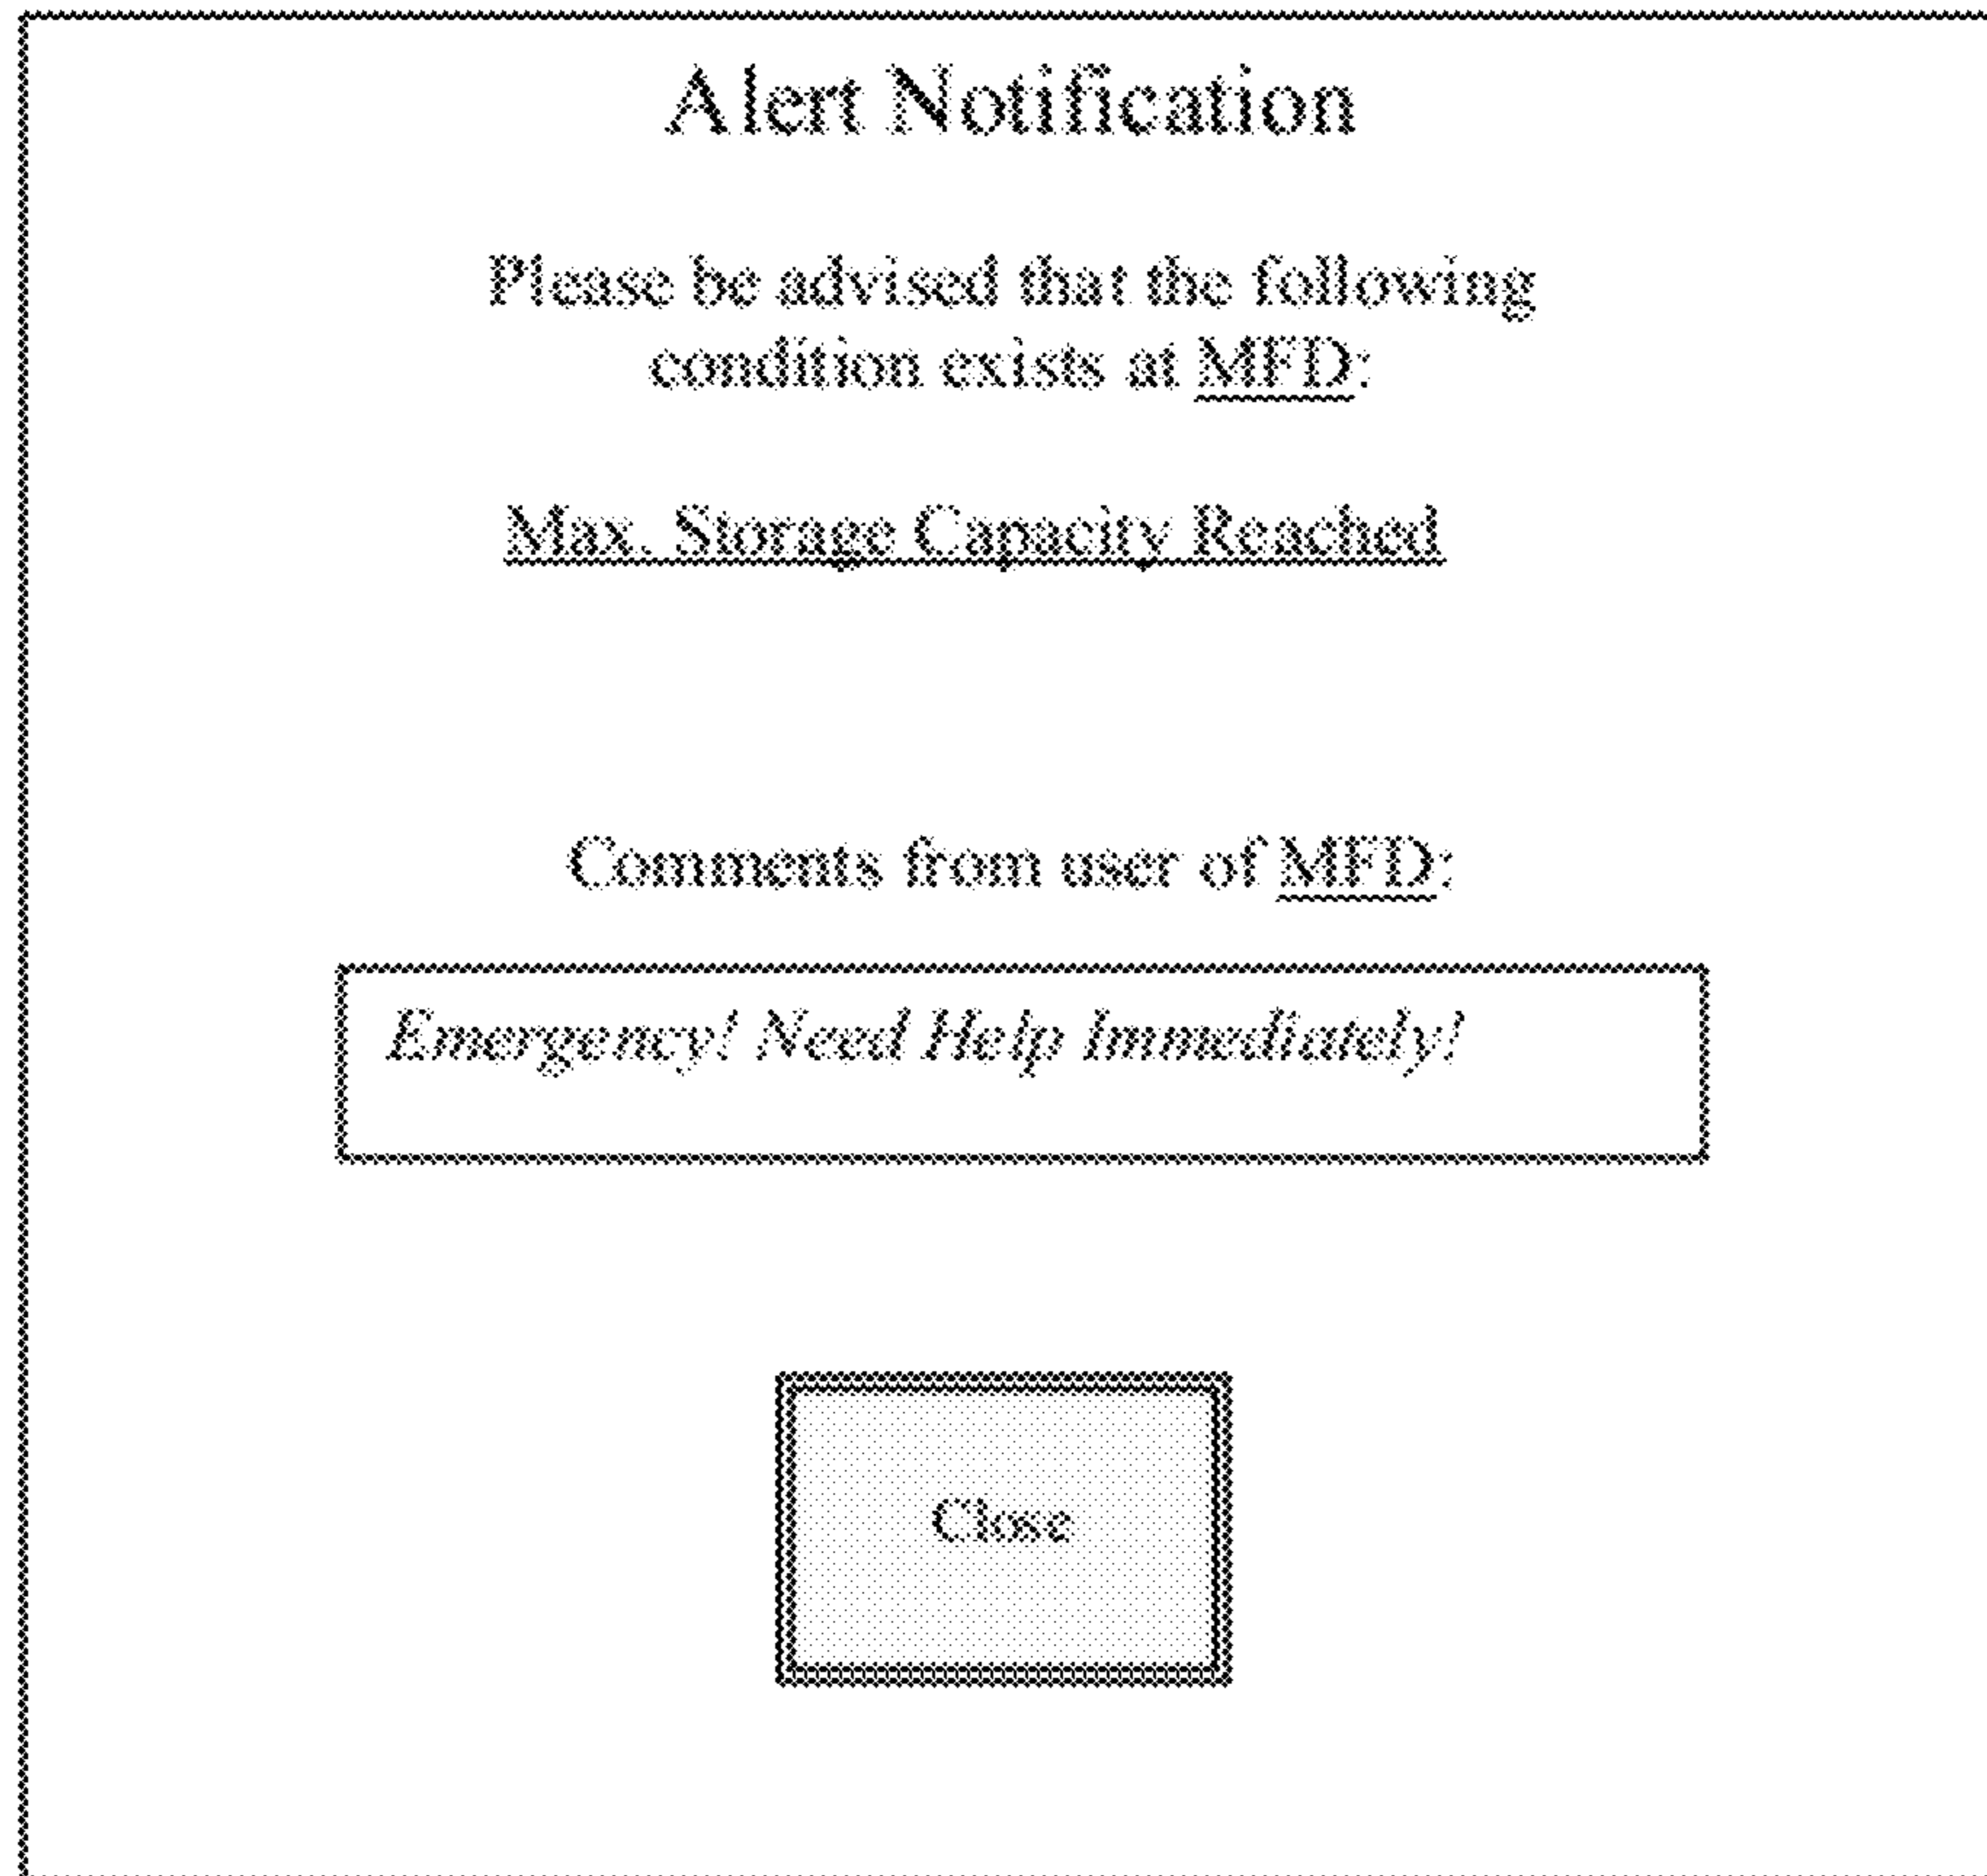 Alert Notification
Please be advised that the following
condition exists at MFD:
Max. Storage Capacity Reached
Comments from user of MFD:
Emergency! Need Help Immediately!
Close